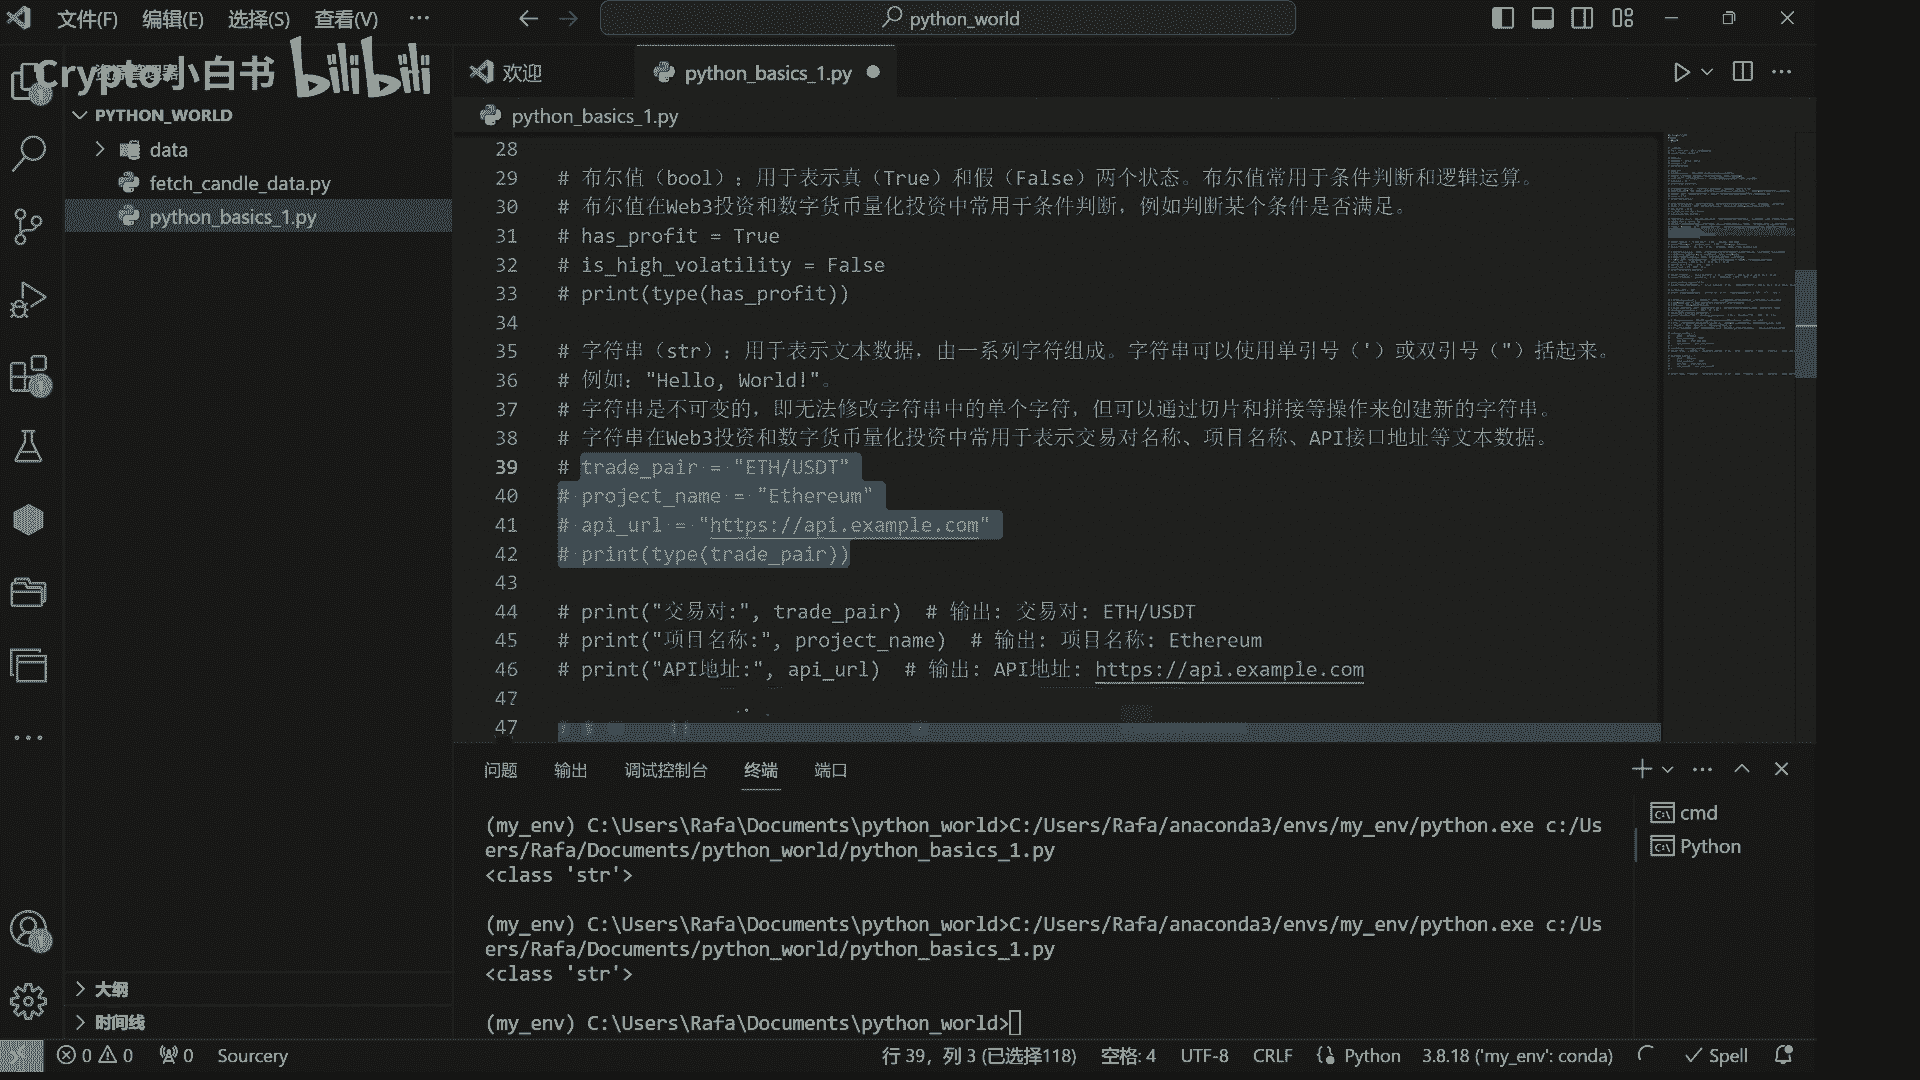 文件(F) 编辑(E) 选择(S) 查看(V) ··· python_world
Crypto小白书 bilibili
欢迎 python_basics_1.py
PYTHON_WORLD
data
fetch_candle_data.py
python_basics_1.py
大纲
时间线
python_basics_1.py
28
29 # 布尔值（bool）：用于表示真（True）和假（False）两个状态。布尔值常用于条件判断和逻辑运算。
30 # 布尔值在Web3投资和数字货币量化投资中常用于条件判断，例如判断某个条件是否满足。
31 # has_profit = True
32 # is_high_volatility = False
33 # print(type(has_profit))
34
35 # 字符串（str）：用于表示文本数据，由一系列字符组成。字符串可以使用单引号（'）或双引号（"）括起来。
36 # 例如："Hello, World!"。
37 # 字符串是不可变的，即无法修改字符串中的单个字符，但可以通过切片和拼接等操作来创建新的字符串。
38 # 字符串在Web3投资和数字货币量化投资中常用于表示交易对名称、项目名称、API接口地址等文本数据。
39 # trade_pair = "ETH/USDT"
40 # project_name = "Ethereum"
41 # api_url = "https://api.example.com"
42 # print(type(trade_pair))
43
44 # print("交易对:", trade_pair)  # 输出: 交易对: ETH/USDT
45 # print("项目名称:", project_name)  # 输出: 项目名称: Ethereum
46 # print("API地址:", api_url)  # 输出: API地址: https://api.example.com
47
47
问题 输出 调试控制台 终端 端口
(my_env) C:\Users\Rafa\Documents\python_world>C:/Users/Rafa/anaconda3/envs/my_env/python.exe c:/Us
ers/Rafa/Documents/python_world/python_basics_1.py
<class 'str'>
(my_env) C:\Users\Rafa\Documents\python_world>C:/Users/Rafa/anaconda3/envs/my_env/python.exe c:/Us
ers/Rafa/Documents/python_world/python_basics_1.py
<class 'str'>
(my_env) C:\Users\Rafa\Documents\python_world>
cmd
Python
0 0 0 Sourcery 行 39，列 3 (已选择118) 空格: 4 UTF-8 CRLF Python 3.8.18 ('my_env': conda) Spell